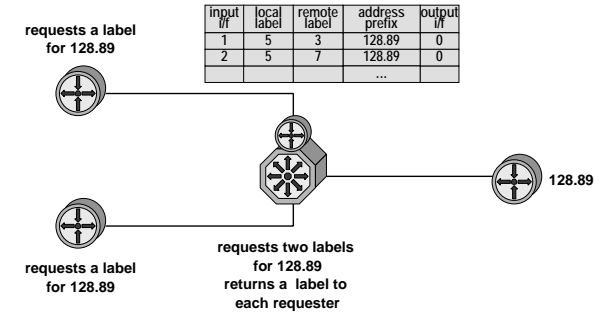 requests a label
for 128.89
input i/f local label remote label address prefix output i/f
1 5 3 128.89 0
2 5 7 128.89 0
...
128.89
requests a label
for 128.89
requests two labels
for 128.89
returns a label to
each requester